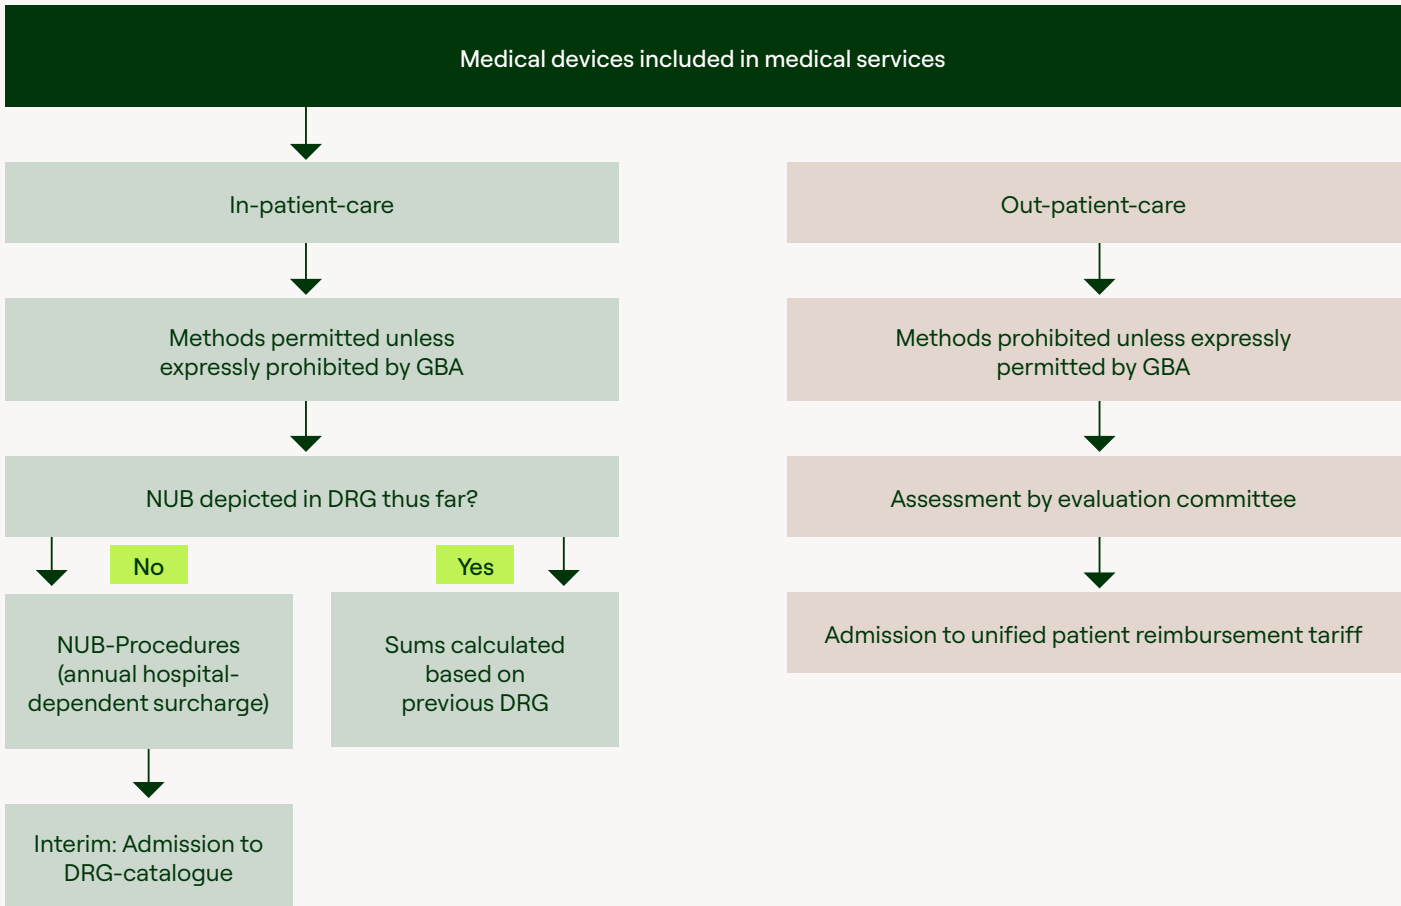 Medical devices included in medical services
In-patient-care
Out-patient-care
Methods permitted unless
expressly prohibited by GBA
Methods prohibited unless expressly
permitted by GBA
NUB depicted in DRG thus far?
Assessment by evaluation committee
No
Yes
NUB-Procedures
(annual hospital-
dependent surcharge)
Sums calculated
based on
previous DRG
Admission to unified patient reimbursement tariff
Interim: Admission to
DRG-catalogue